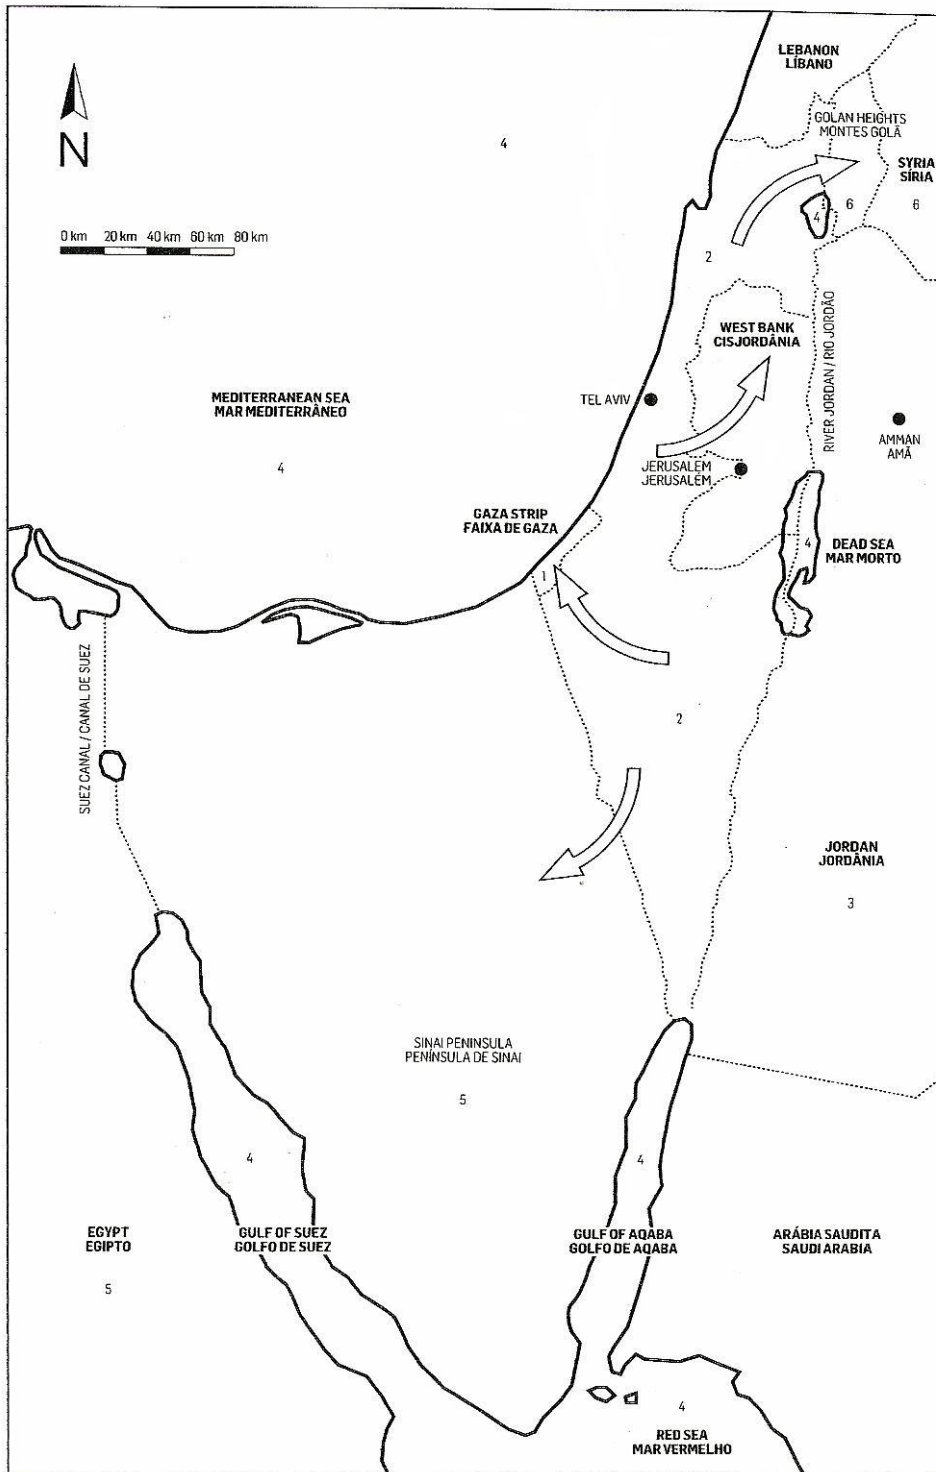 LEBANON
LÍBANO
GOLAN HEIGHTS
MONTES GOLÃ
SYRIA
SÍRIA
6
6
4
4
N
0 km 20 km 40 km 60 km 80 km
2
WEST BANK
CISJORDÂNIA
RIVER JORDAN / RIO JORDÃO
MEDITERRANEAN SEA
MAR MEDITERRÂNEO
4
TEL AVIV
AMMAN
AMÃ
JERUSALEM
JERUSALÉM
GAZA STRIP
FAIXA DE GAZA
1
4
DEAD SEA
MAR MORTO
SUEZ CANAL / CANAL DE SUEZ
2
JORDAN
JORDÂNIA
3
SINAI PENINSULA
PENÍNSULA DE SINAI
5
4
4
EGYPT
EGIPTO
5
GULF OF SUEZ
GOLFO DE SUEZ
GULF OF AQABA
GOLFO DE AQABA
ARÁBIA SAUDITA
SAUDI ARABIA
4
RED SEA
MAR VERMELHO